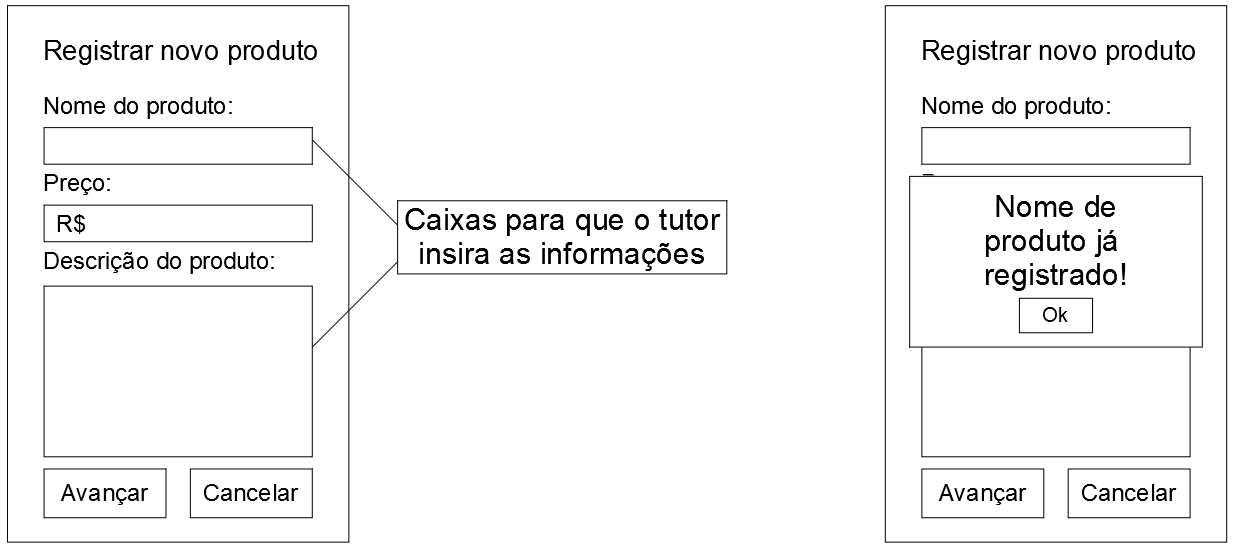 Registrar novo produto
Nome do produto:
Preço:
R$
Descrição do produto:
Avançar
Cancelar
Caixas para que o tutor
insira as informações
Registrar novo produto
Nome do produto:
Nome de
produto já
registrado!
Ok
Avançar
Cancelar